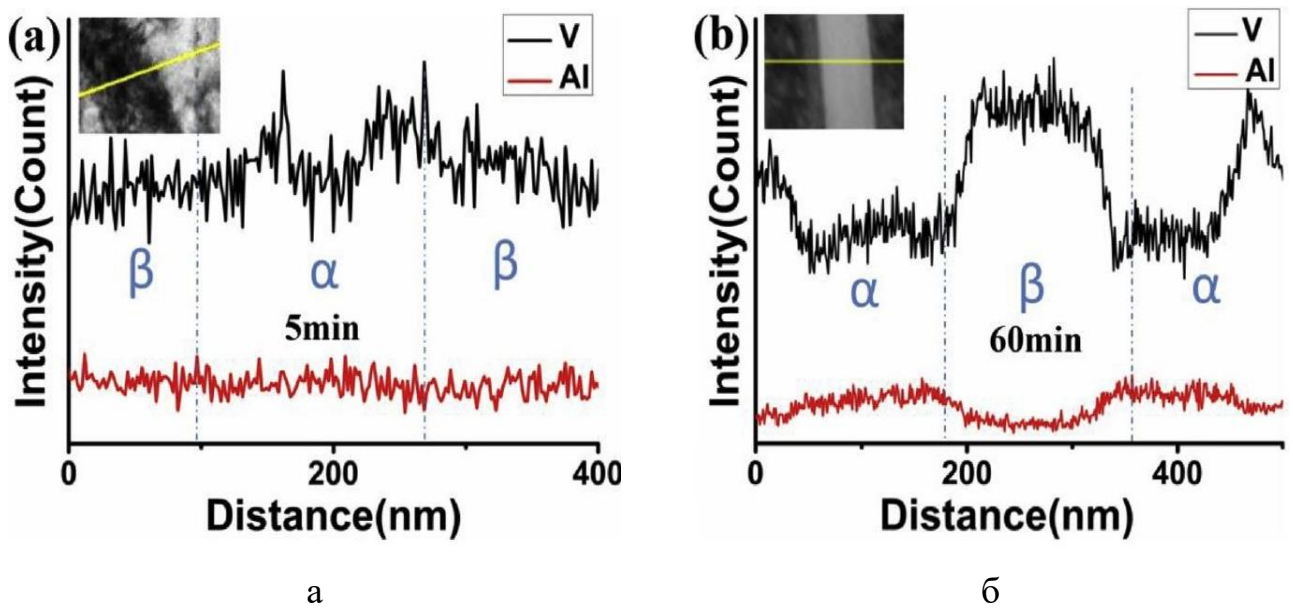 (a)
V
Al
Intensity(Count)
β
α
β
5min
0
200
400
Distance(nm)
а
(b)
V
Al
Intensity(Count)
α
β
α
60min
0
200
400
Distance(nm)
б